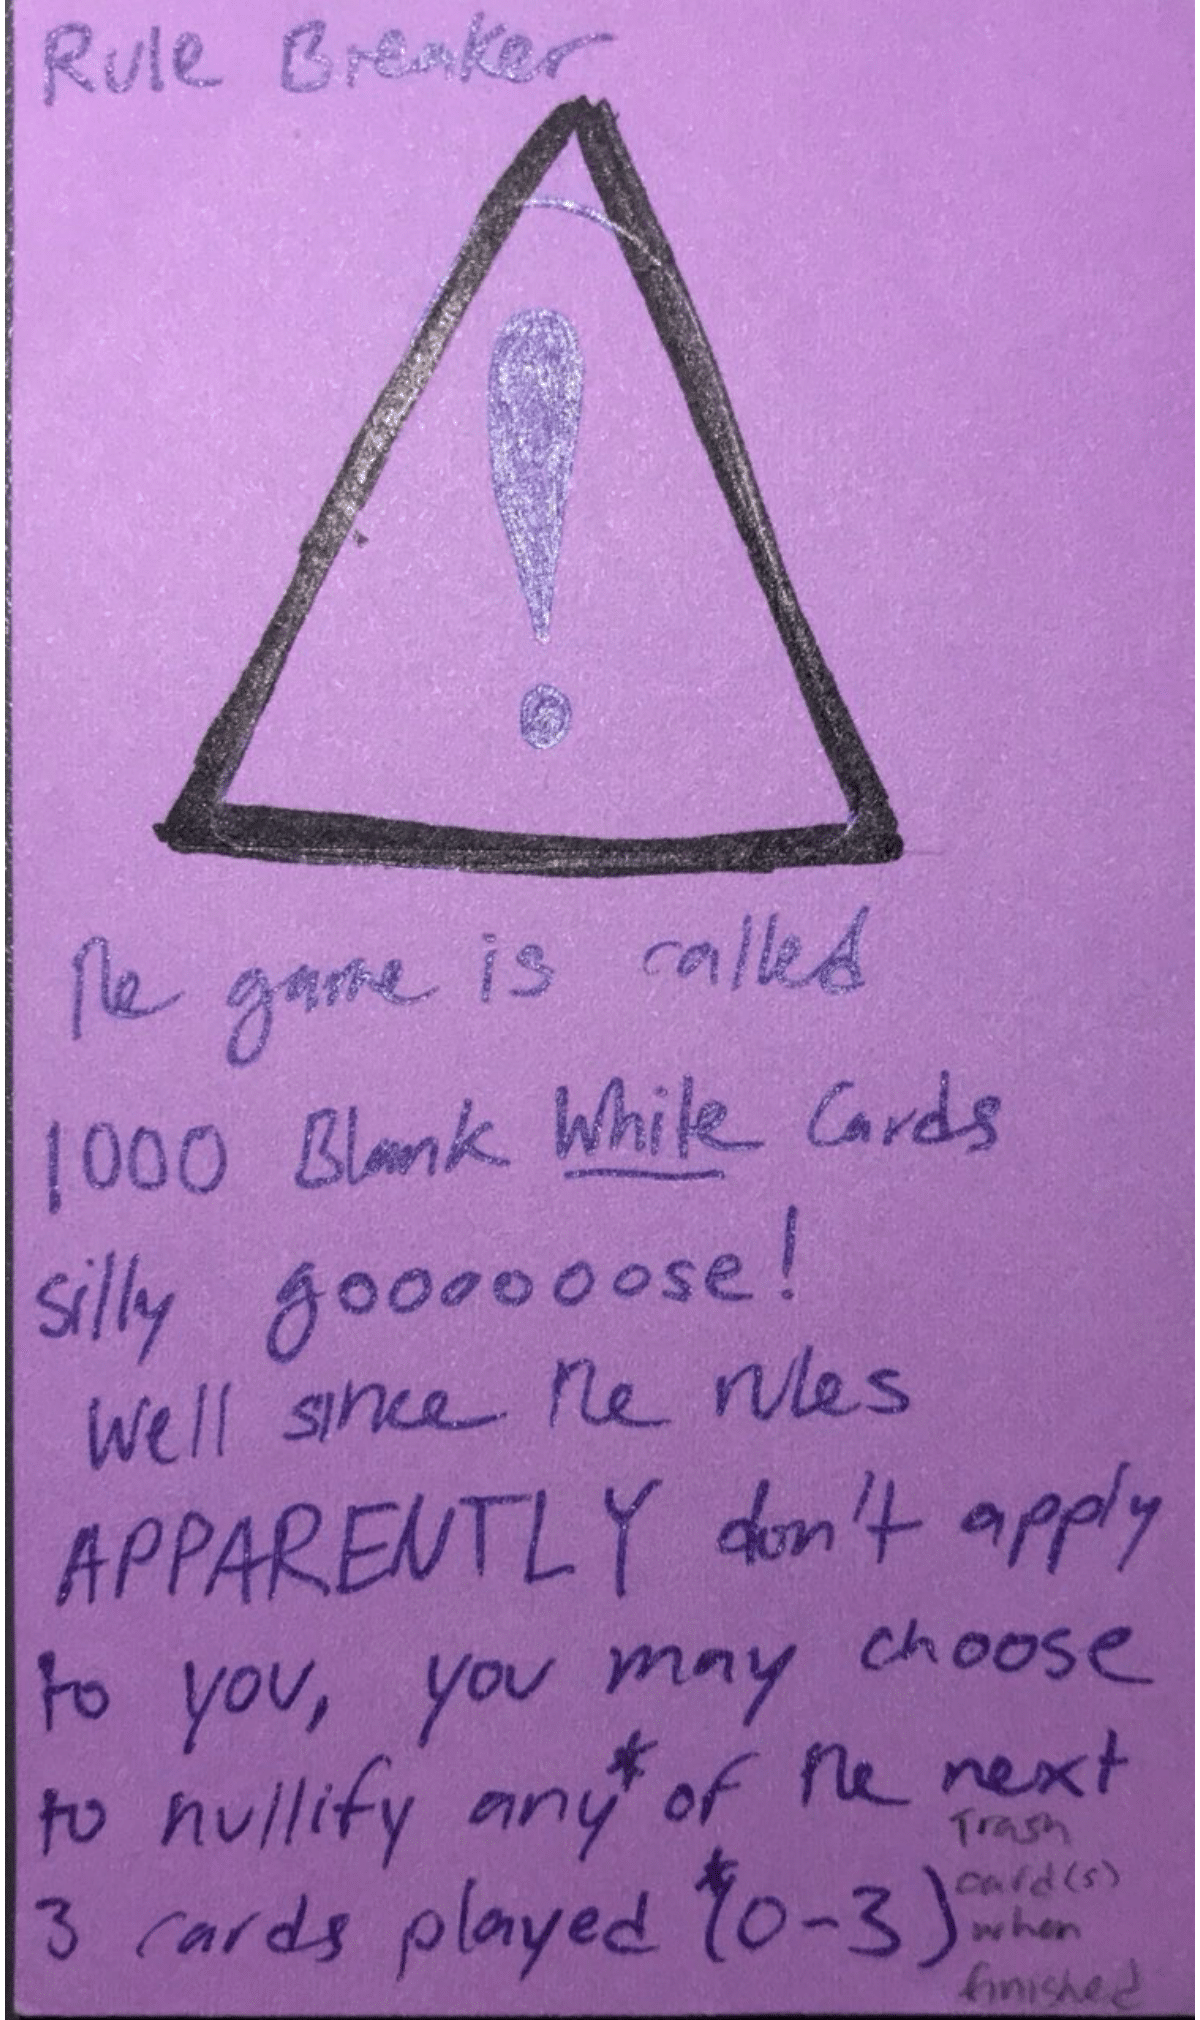 Rule Breaker
!
The game is called
1000 Blank White Cards
silly goooooose!
Well since the rules
APPARENTLY don't apply
to you, you may choose
to nullify any* of the next
3 cards played *(0-3)
Trash
card(s)
when
finished